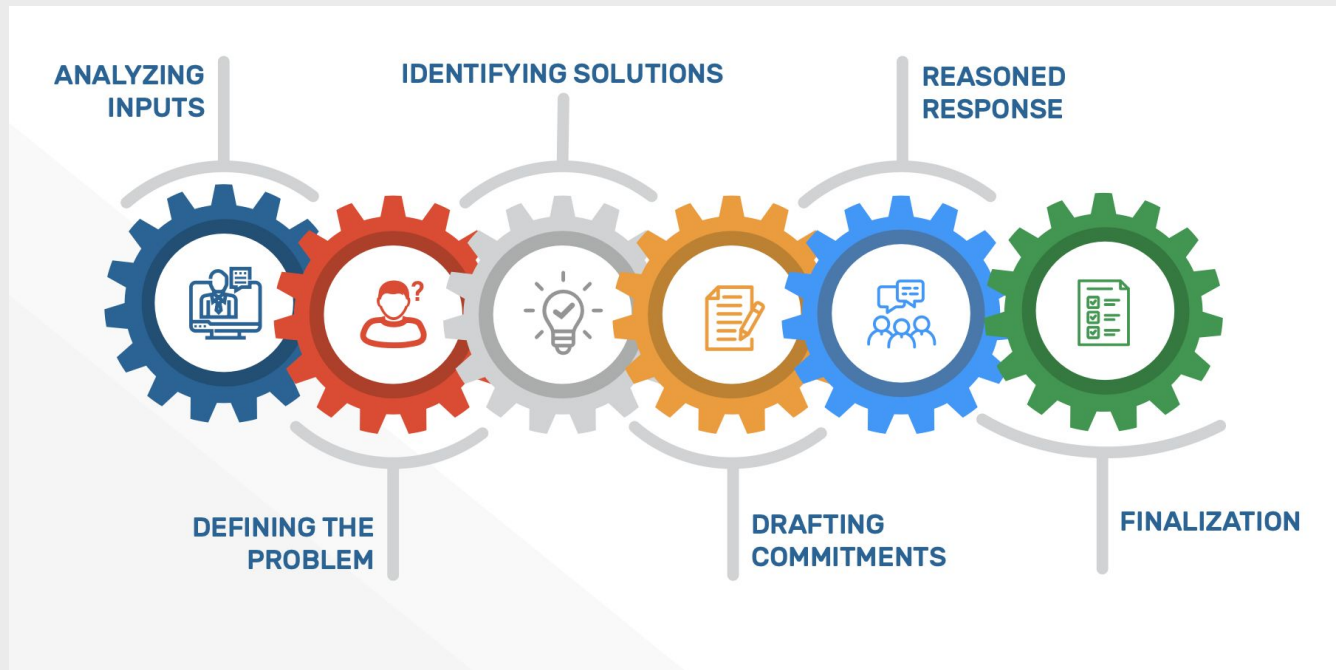 ANALYZING
INPUTS
DEFINING THE
PROBLEM
IDENTIFYING SOLUTIONS
DRAFTING
COMMITMENTS
REASONED
RESPONSE
FINALIZATION